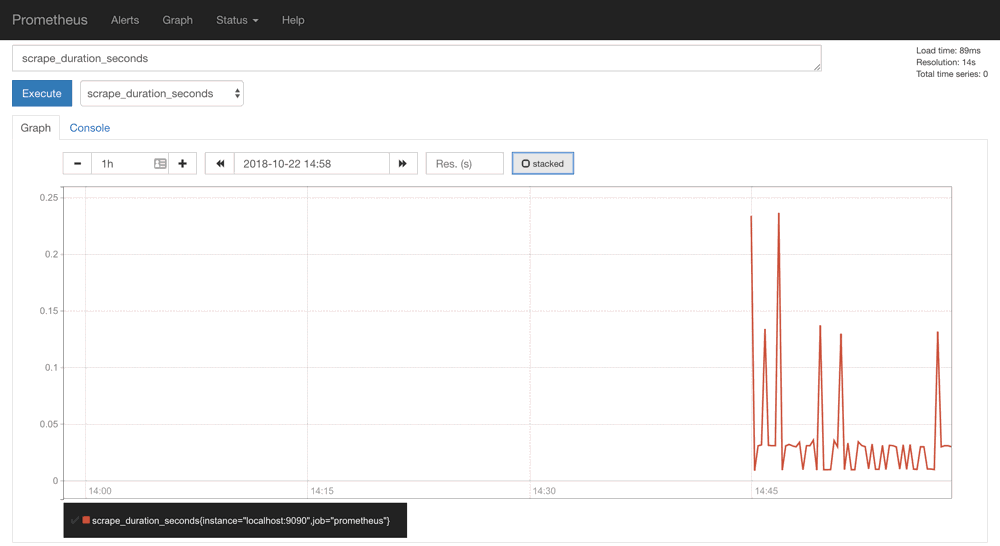 Prometheus Alerts Graph Status Help
scrape_duration_seconds
Load time: 89ms
Resolution: 14s
Total time series: 0
Execute scrape_duration_seconds
Graph Console
1h 2018-10-22 14:58 Res. (s) stacked
0.25
0.2
0.15
0.1
0.05
0
14:00 14:15 14:30 14:45
scrape_duration_seconds{instance="localhost:9090",job="prometheus"}